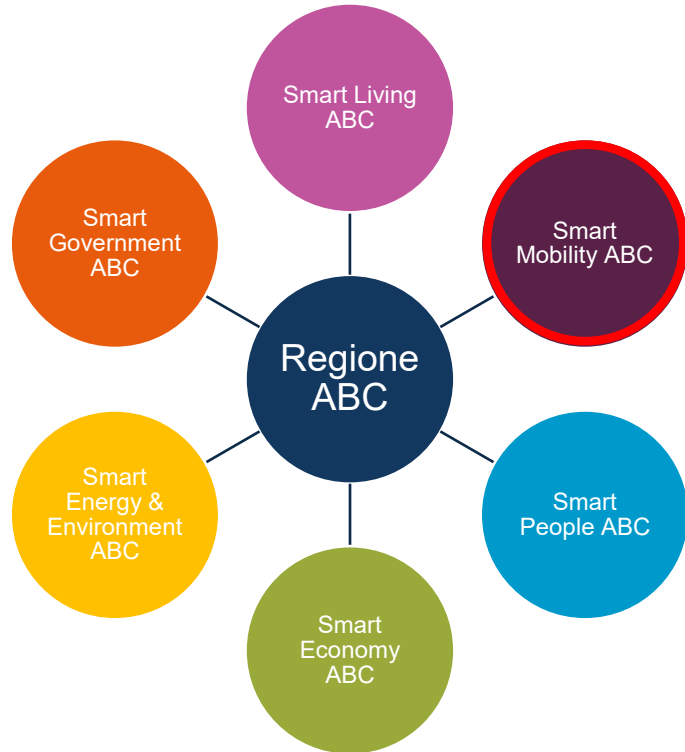 Smart Living
ABC
Smart
Mobility ABC
Smart
People ABC
Smart
Economy
ABC
Smart
Energy &
Environment
ABC
Smart
Government
ABC
Regione
ABC